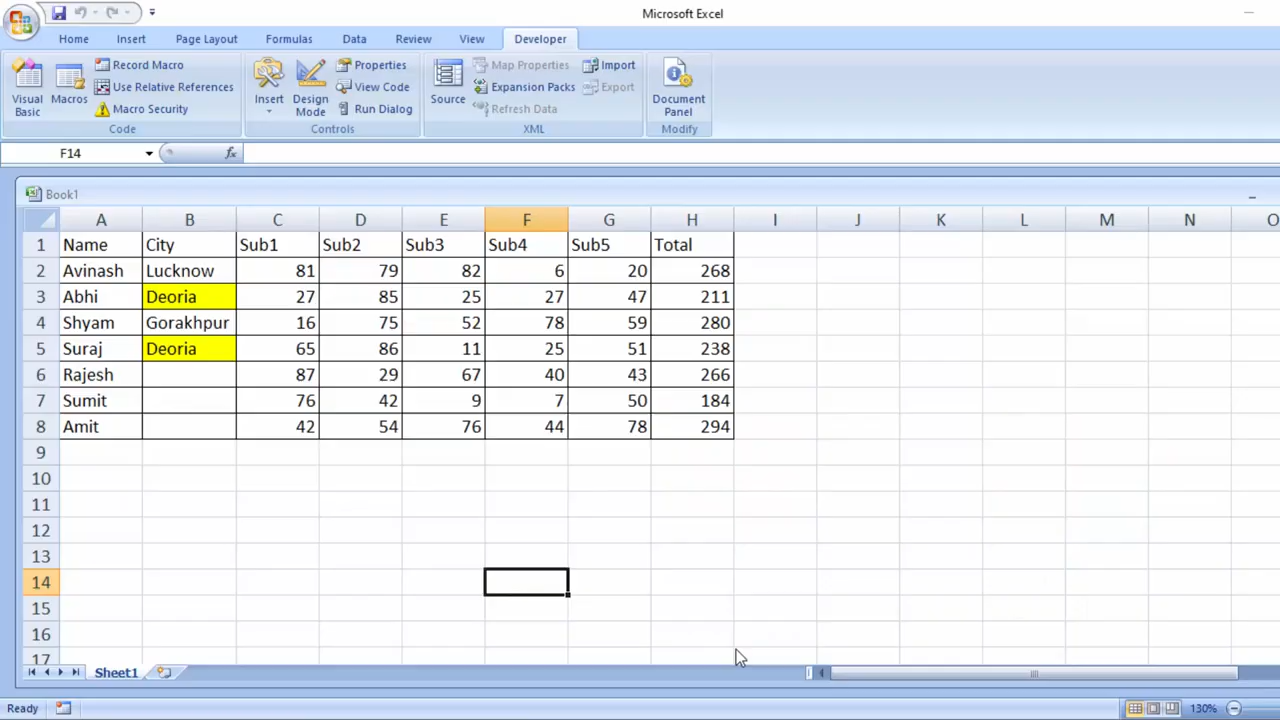 Microsoft Excel
Home Insert Page Layout Formulas Data Review View Developer
Visual Basic
Macros
Record Macro
Use Relative References
Macro Security
Code
Insert
Design Mode
Properties
View Code
Run Dialog
Controls
Source
Map Properties
Expansion Packs
Refresh Data
Import
Export
XML
Document Panel
Modify
F14 fx
Book1
A B C D E F G H I J K L M N O
1 Name City Sub1 Sub2 Sub3 Sub4 Sub5 Total
2 Avinash Lucknow 81 79 82 6 20 268
3 Abhi Deoria 27 85 25 27 47 211
4 Shyam Gorakhpur 16 75 52 78 59 280
5 Suraj Deoria 65 86 11 25 51 238
6 Rajesh 87 29 67 40 43 266
7 Sumit 76 42 9 7 50 184
8 Amit 42 54 76 44 78 294
9
10
11
12
13
14
15
16
17
Sheet1
Ready 130%